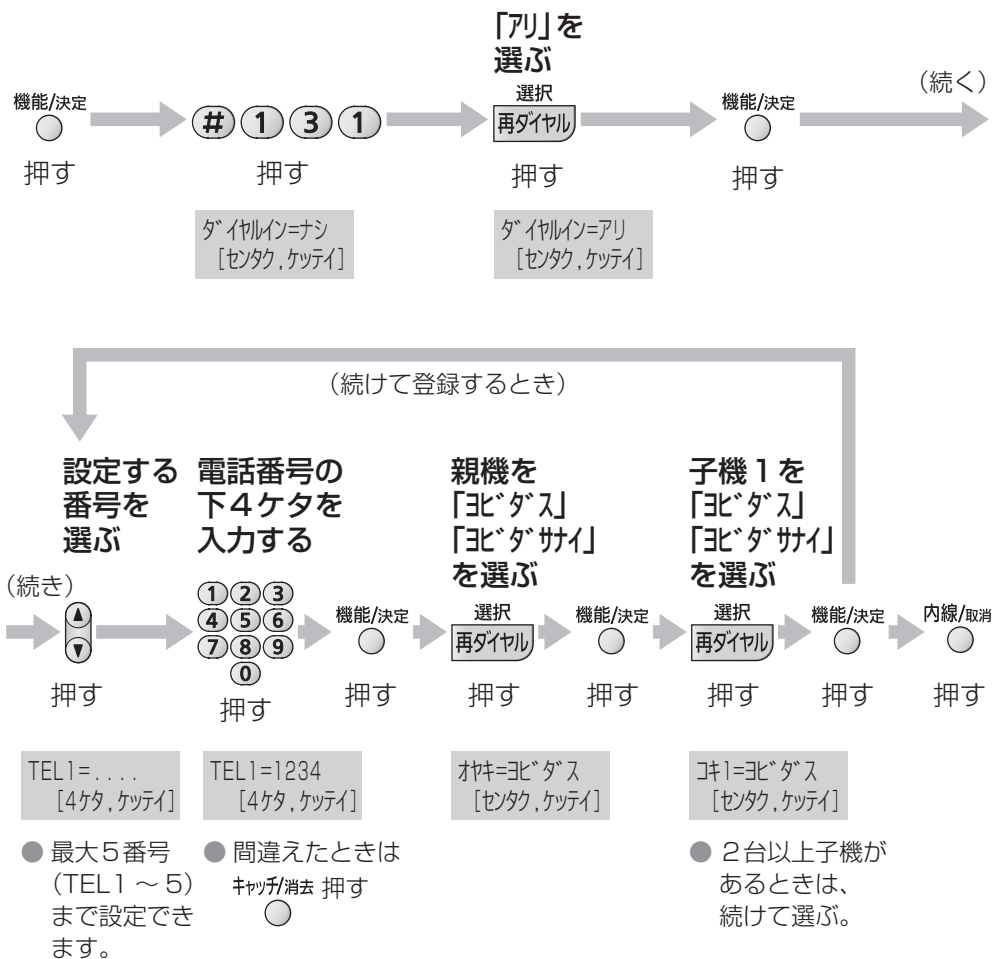 「ｱﾘ」を
選ぶ
機能/決定
押す
# 1 3 1
押す
ﾀﾞｲﾔﾙｲﾝ=ﾅｼ
[ｾﾝﾀｸ,ｹｯﾃｲ]
選択
再ﾀﾞｲﾔﾙ
押す
ﾀﾞｲﾔﾙｲﾝ=ｱﾘ
[ｾﾝﾀｸ,ｹｯﾃｲ]
機能/決定
押す
（続く）
（続けて登録するとき）
（続き）
設定する
番号を
選ぶ
押す
TEL1=....
[4ｹﾀ,ｹｯﾃｲ]
● 最大５番号
（TEL1 ～ 5）
まで設定でき
ます。
電話番号の
下４ケタを
入力する
1 2 3
4 5 6
7 8 9
0
押す
TEL1=1234
[4ｹﾀ,ｹｯﾃｲ]
● 間違えたときは
ｷｬｯﾁ/消去 押す
機能/決定
押す
親機を
「ﾖﾋﾞﾀﾞｽ」
「ﾖﾋﾞﾀﾞｻﾅｲ」
を選ぶ
選択
再ﾀﾞｲﾔﾙ
押す
ｵﾔｷ=ﾖﾋﾞﾀﾞｽ
[ｾﾝﾀｸ,ｹｯﾃｲ]
機能/決定
押す
子機１を
「ﾖﾋﾞﾀﾞｽ」
「ﾖﾋﾞﾀﾞｻﾅｲ」
を選ぶ
選択
再ﾀﾞｲﾔﾙ
押す
ｺｷ1=ﾖﾋﾞﾀﾞｽ
[ｾﾝﾀｸ,ｹｯﾃｲ]
● ２台以上子機が
あるときは、
続けて選ぶ。
機能/決定
押す
内線/取消
押す